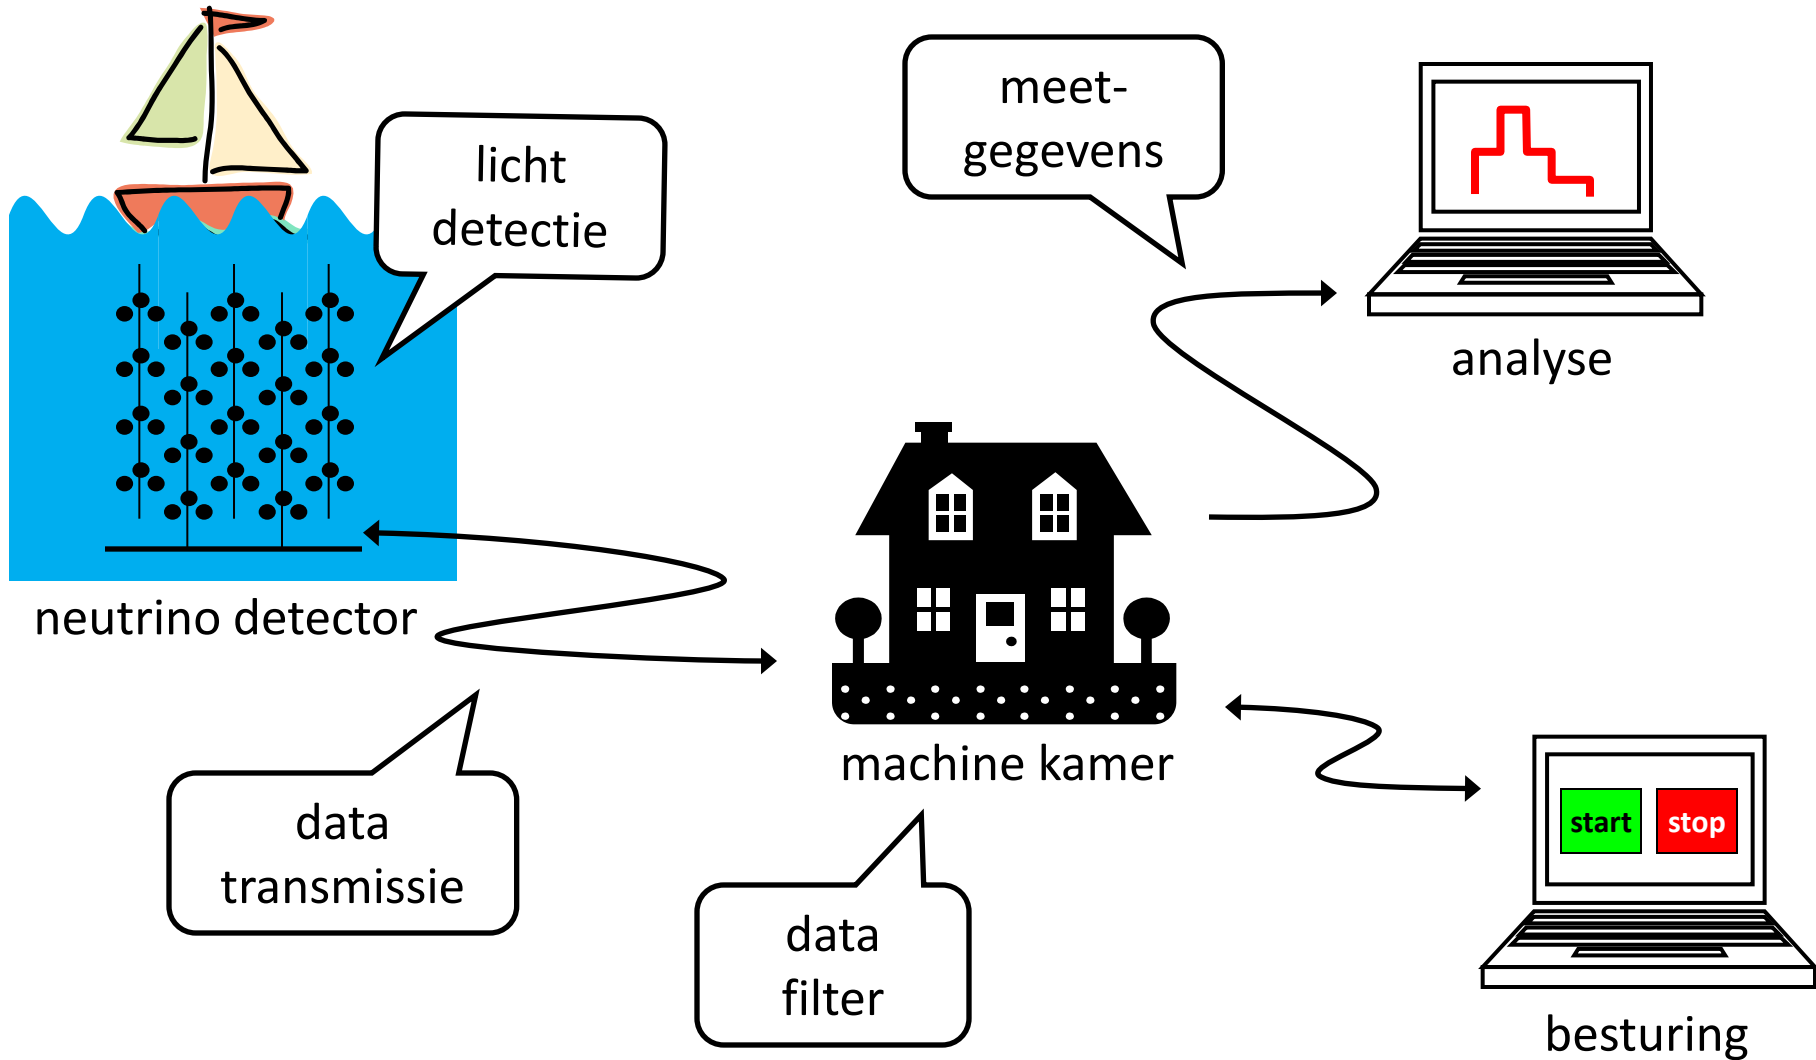 licht
detectie
meet-
gegevens
analyse
neutrino detector
machine kamer
data
transmissie
data
filter
start stop
besturing